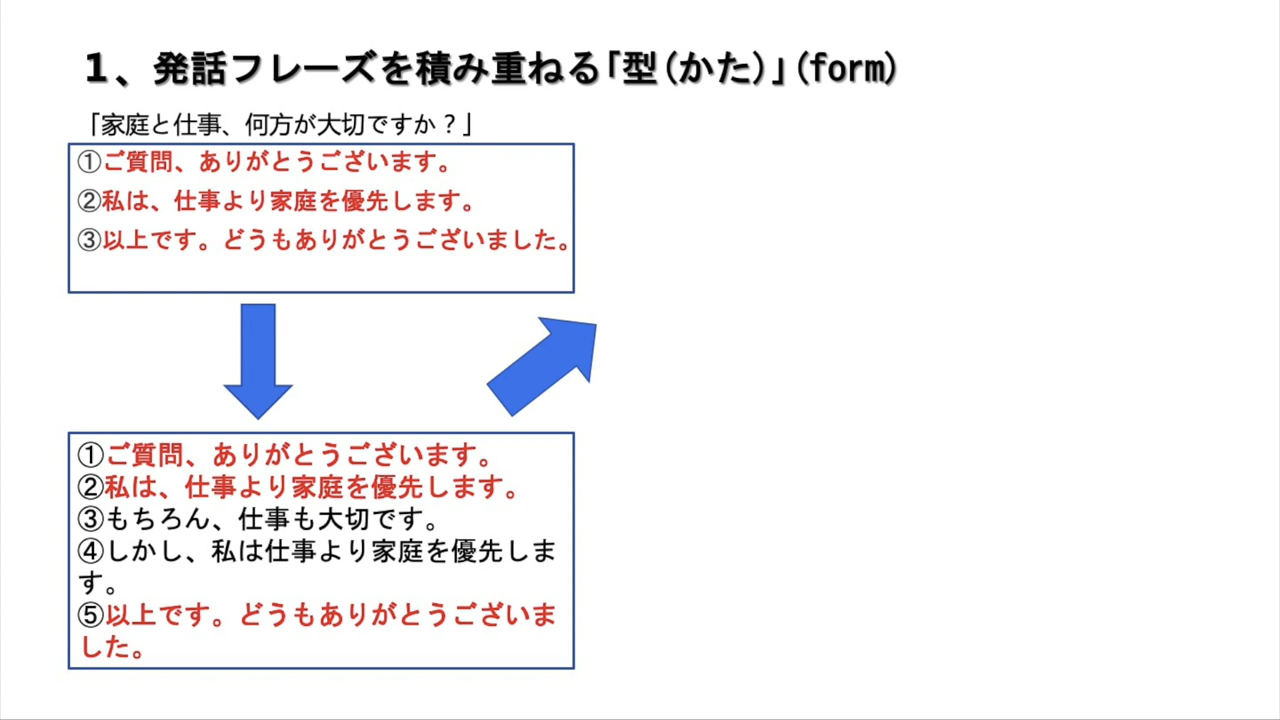 １、発話フレーズを積み重ねる「型(かた)」(form)
「家庭と仕事、何方が大切ですか？」
①ご質問、ありがとうございます。
②私は、仕事より家庭を優先します。
③以上です。どうもありがとうございました。
①ご質問、ありがとうございます。
②私は、仕事より家庭を優先します。
③もちろん、仕事も大切です。
④しかし、私は仕事より家庭を優先しま
す。
⑤以上です。どうもありがとうございま
した。